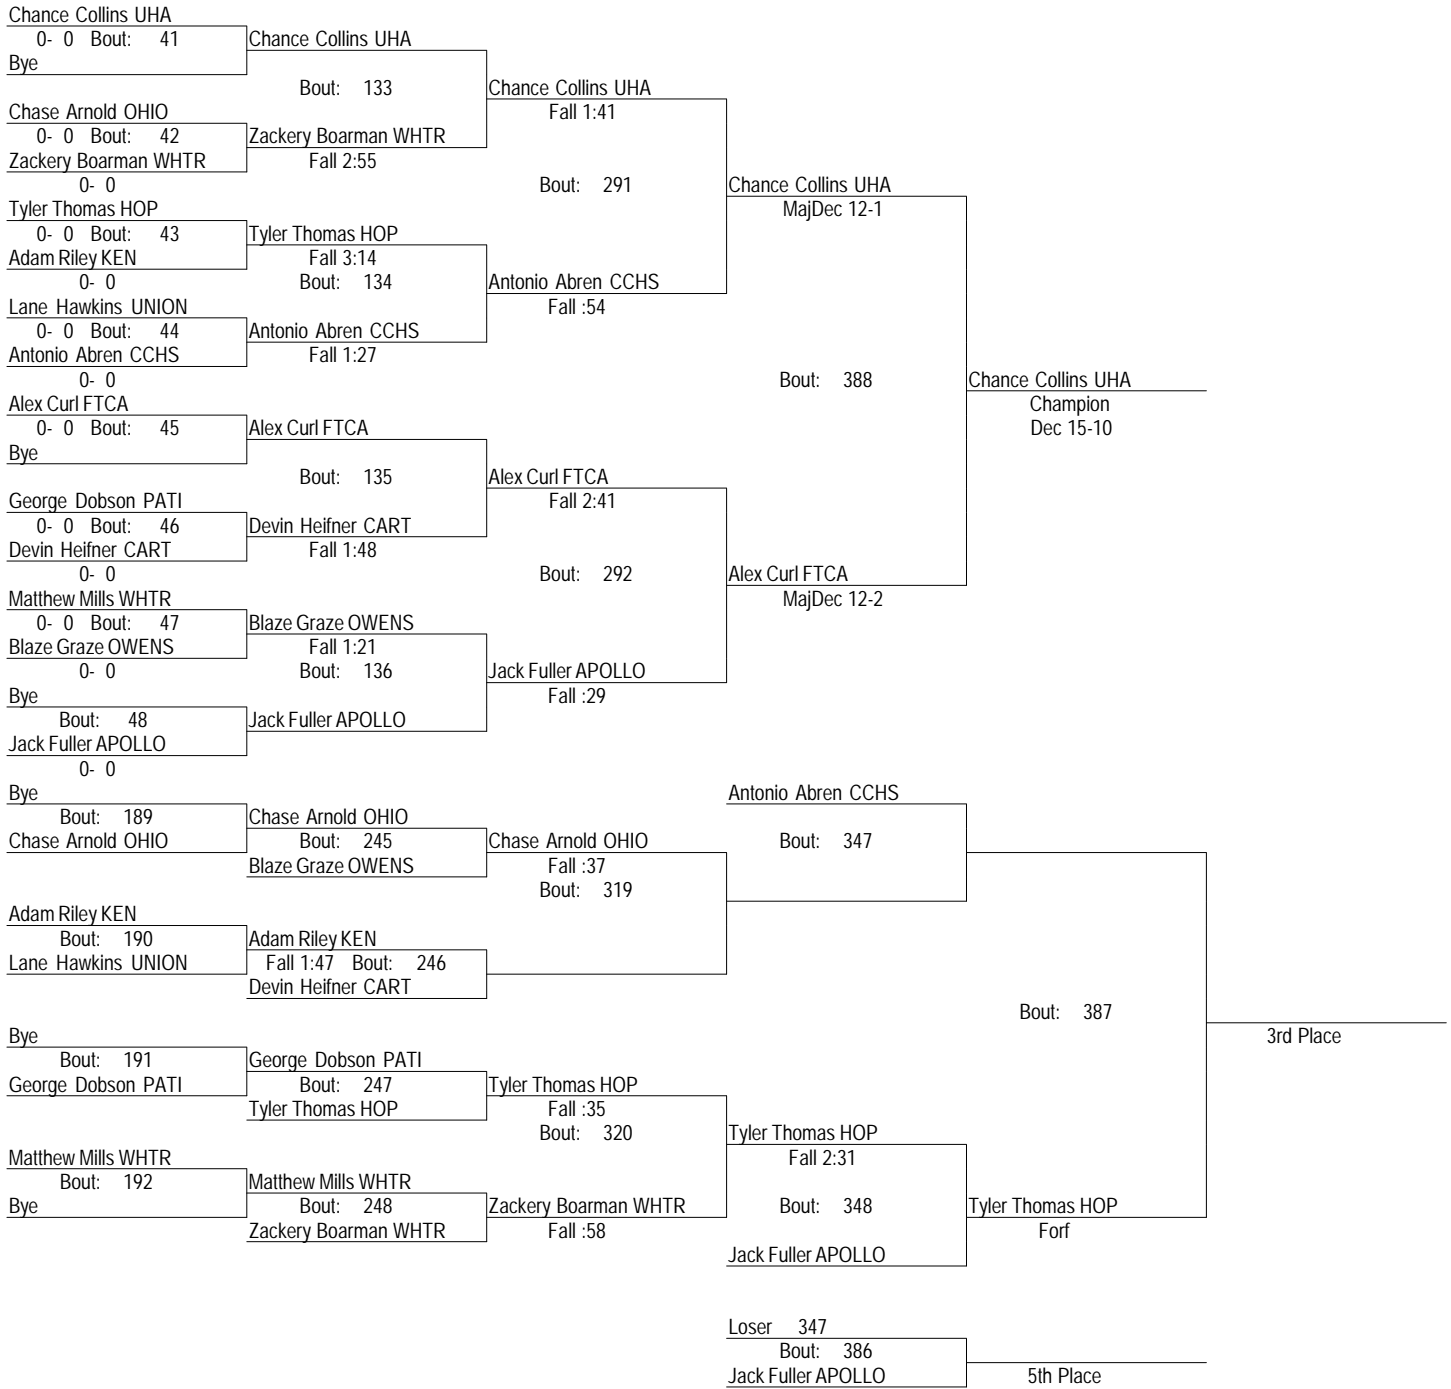 Chance Collins UHA
0- 0 Bout: 41
Chance Collins UHA
Bye
Bout: 133
Chance Collins UHA
Chase Arnold OHIO
Fall 1:41
0- 0 Bout: 42
Zackery Boarman WHTR
Zackery Boarman WHTR
Fall 2:55
0- 0
Bout: 291
Chance Collins UHA
Tyler Thomas HOP
MajDec 12-1
0- 0 Bout: 43
Tyler Thomas HOP
Adam Riley KEN
Fall 3:14
0- 0
Bout: 134
Antonio Abren CCHS
Lane Hawkins UNION
Fall :54
0- 0 Bout: 44
Antonio Abren CCHS
Antonio Abren CCHS
Fall 1:27
0- 0
Bout: 388
Chance Collins UHA
Alex Curl FTCA
Champion
0- 0 Bout: 45
Alex Curl FTCA
Dec 15-10
Bye
Bout: 135
Alex Curl FTCA
George Dobson PATI
Fall 2:41
0- 0 Bout: 46
Devin Heifner CART
Devin Heifner CART
Fall 1:48
0- 0
Bout: 292
Alex Curl FTCA
Matthew Mills WHTR
MajDec 12-2
0- 0 Bout: 47
Blaze Graze OWENS
Blaze Graze OWENS
Fall 1:21
0- 0
Bout: 136
Jack Fuller APOLLO
Bye
Fall :29
Bout: 48
Jack Fuller APOLLO
Jack Fuller APOLLO
0- 0
Bye
Antonio Abren CCHS
Bout: 189
Chase Arnold OHIO
Chase Arnold OHIO
Bout: 245
Chase Arnold OHIO
Bout: 347
Blaze Graze OWENS
Fall :37
Bout: 319
Adam Riley KEN
Bout: 190
Adam Riley KEN
Lane Hawkins UNION
Fall 1:47 Bout: 246
Devin Heifner CART
Bout: 387
Bye
3rd Place
Bout: 191
George Dobson PATI
George Dobson PATI
Bout: 247
Tyler Thomas HOP
Tyler Thomas HOP
Fall :35
Bout: 320
Tyler Thomas HOP
Matthew Mills WHTR
Fall 2:31
Bout: 192
Matthew Mills WHTR
Bye
Bout: 248
Zackery Boarman WHTR
Bout: 348
Tyler Thomas HOP
Zackery Boarman WHTR
Fall :58
Forf
Jack Fuller APOLLO
Loser 347
Bout: 386
Jack Fuller APOLLO
5th Place